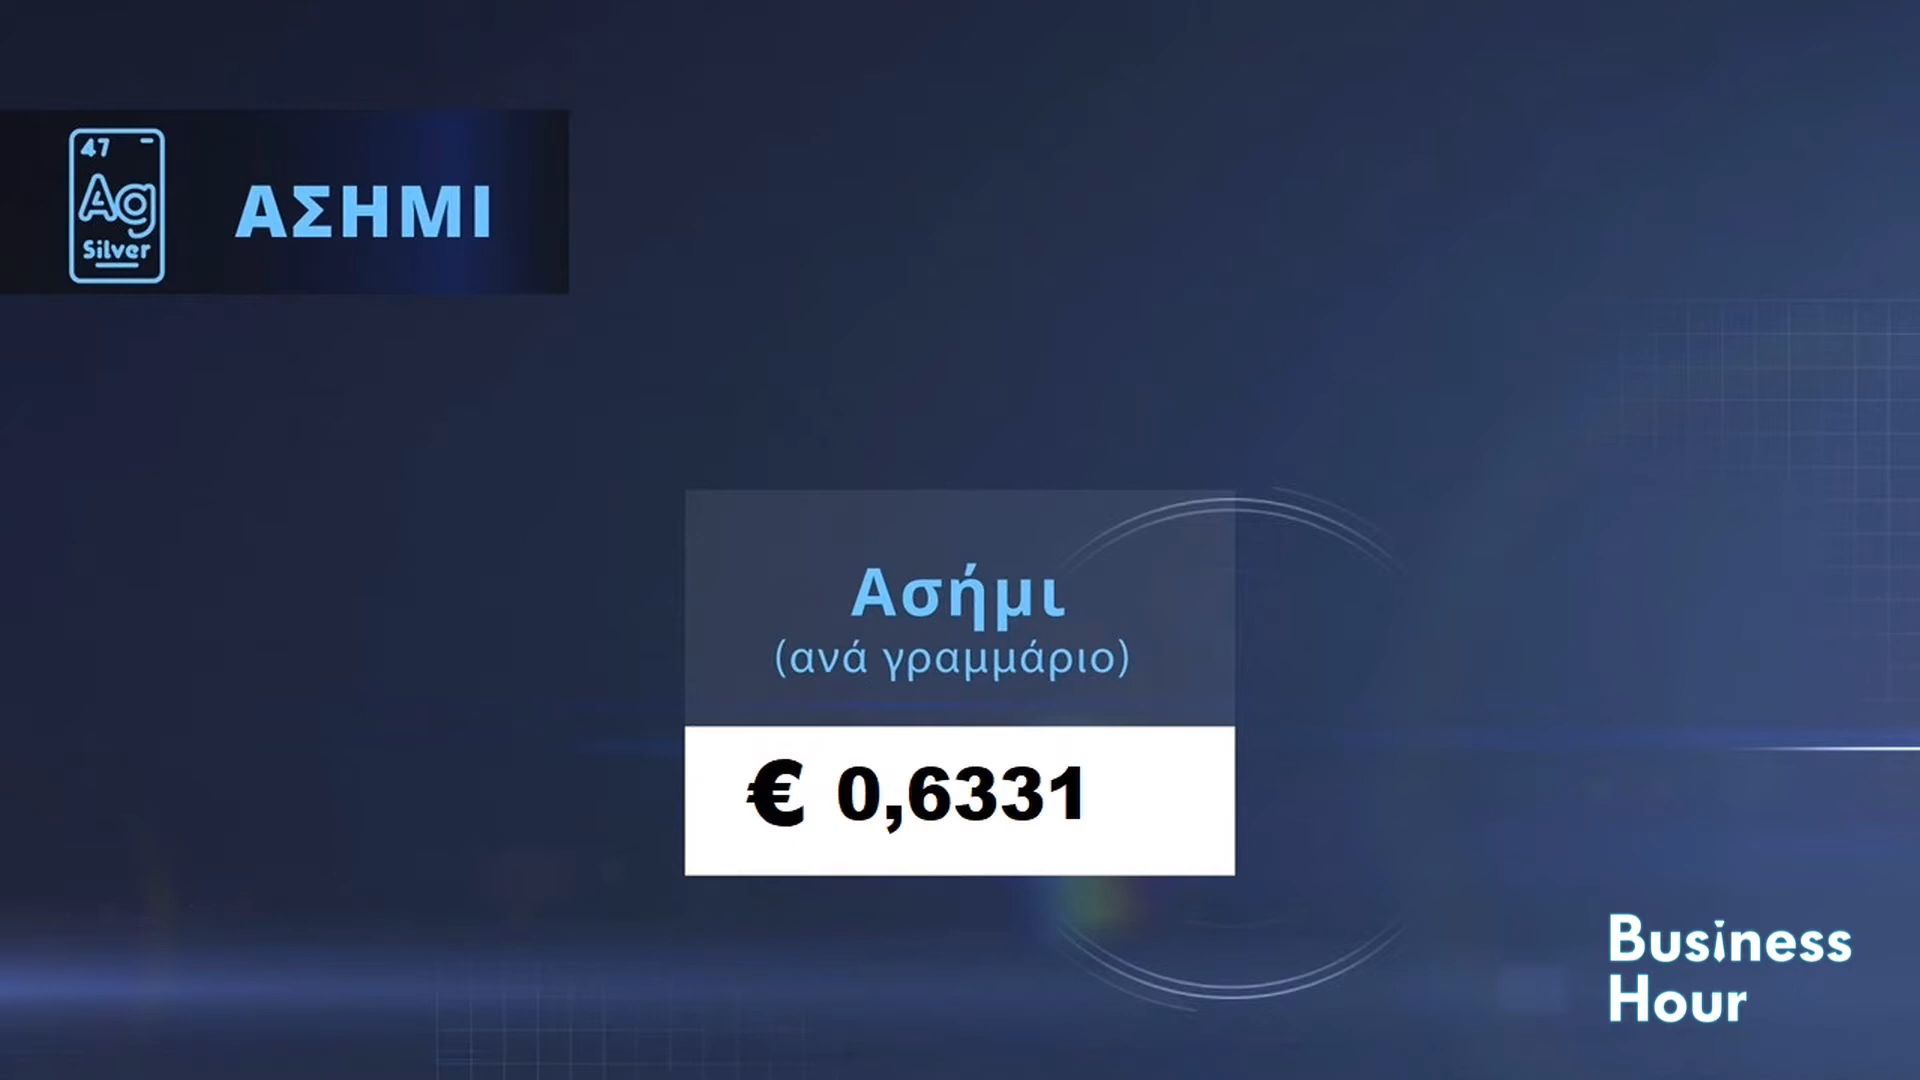 47 -
Ag
Silver
ΑΣΗΜΙ
Ασήμι
(ανά γραμμάριο)
€ 0,6331
Business
Hour